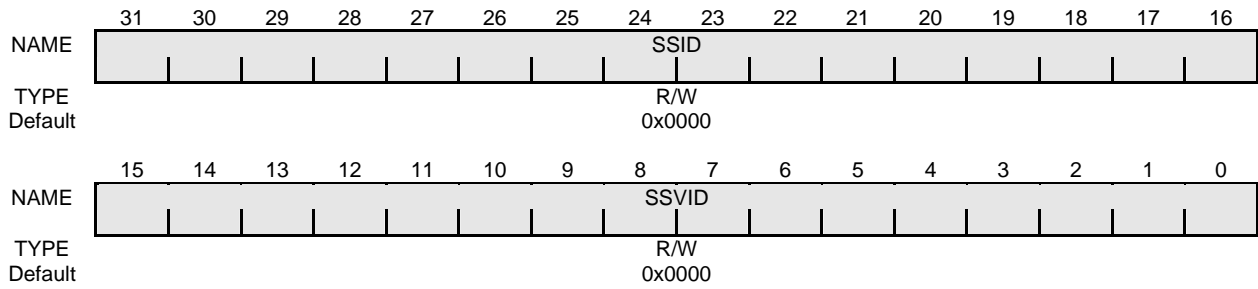 31 30 29 28 27 26 25 24 23 22 21 20 19 18 17 16
NAME SSID
TYPE R/W
Default 0x0000
15 14 13 12 11 10 9 8 7 6 5 4 3 2 1 0
NAME SSVID
TYPE R/W
Default 0x0000